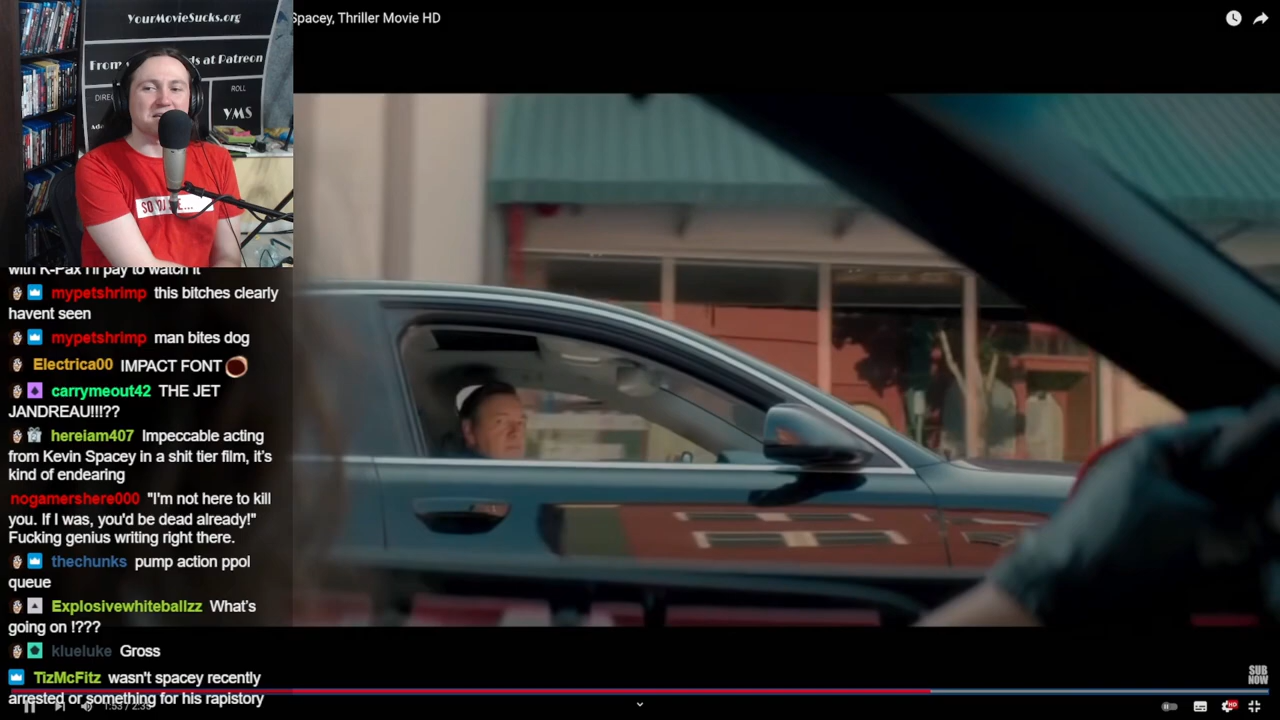 YourMovieSucks.org
Spacey, Thriller Movie HD
From
ds at Patreon
ROLL
YMS
with K-Pax I'll pay to watch it
mypetshrimp this bitches clearly
havent seen
mypetshrimp man bites dog
Electrica00 IMPACT FONT
carrymeout42 THE JET
JANDREAU!!!??
hereiam407 Impeccable acting
from Kevin Spacey in a shit tier film, it's
kind of endearing
nogamershere000 "I'm not here to kill
you. If I was, you'd be dead already!"
Fucking genius writing right there.
thechunks pump action ppol
queue
Explosivewhiteballzz What's
going on !???
klueluke Gross
TizMcFitz wasn't spacey recently
arrested or something for his rapistory
SUB
NOW
HD